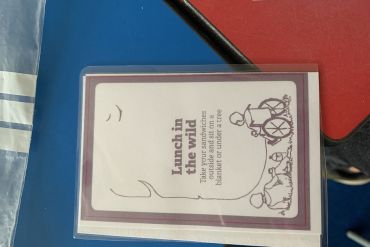 Lunch in
the wild
Take your sandwiches
outside and sit on a
blanket or under a tree